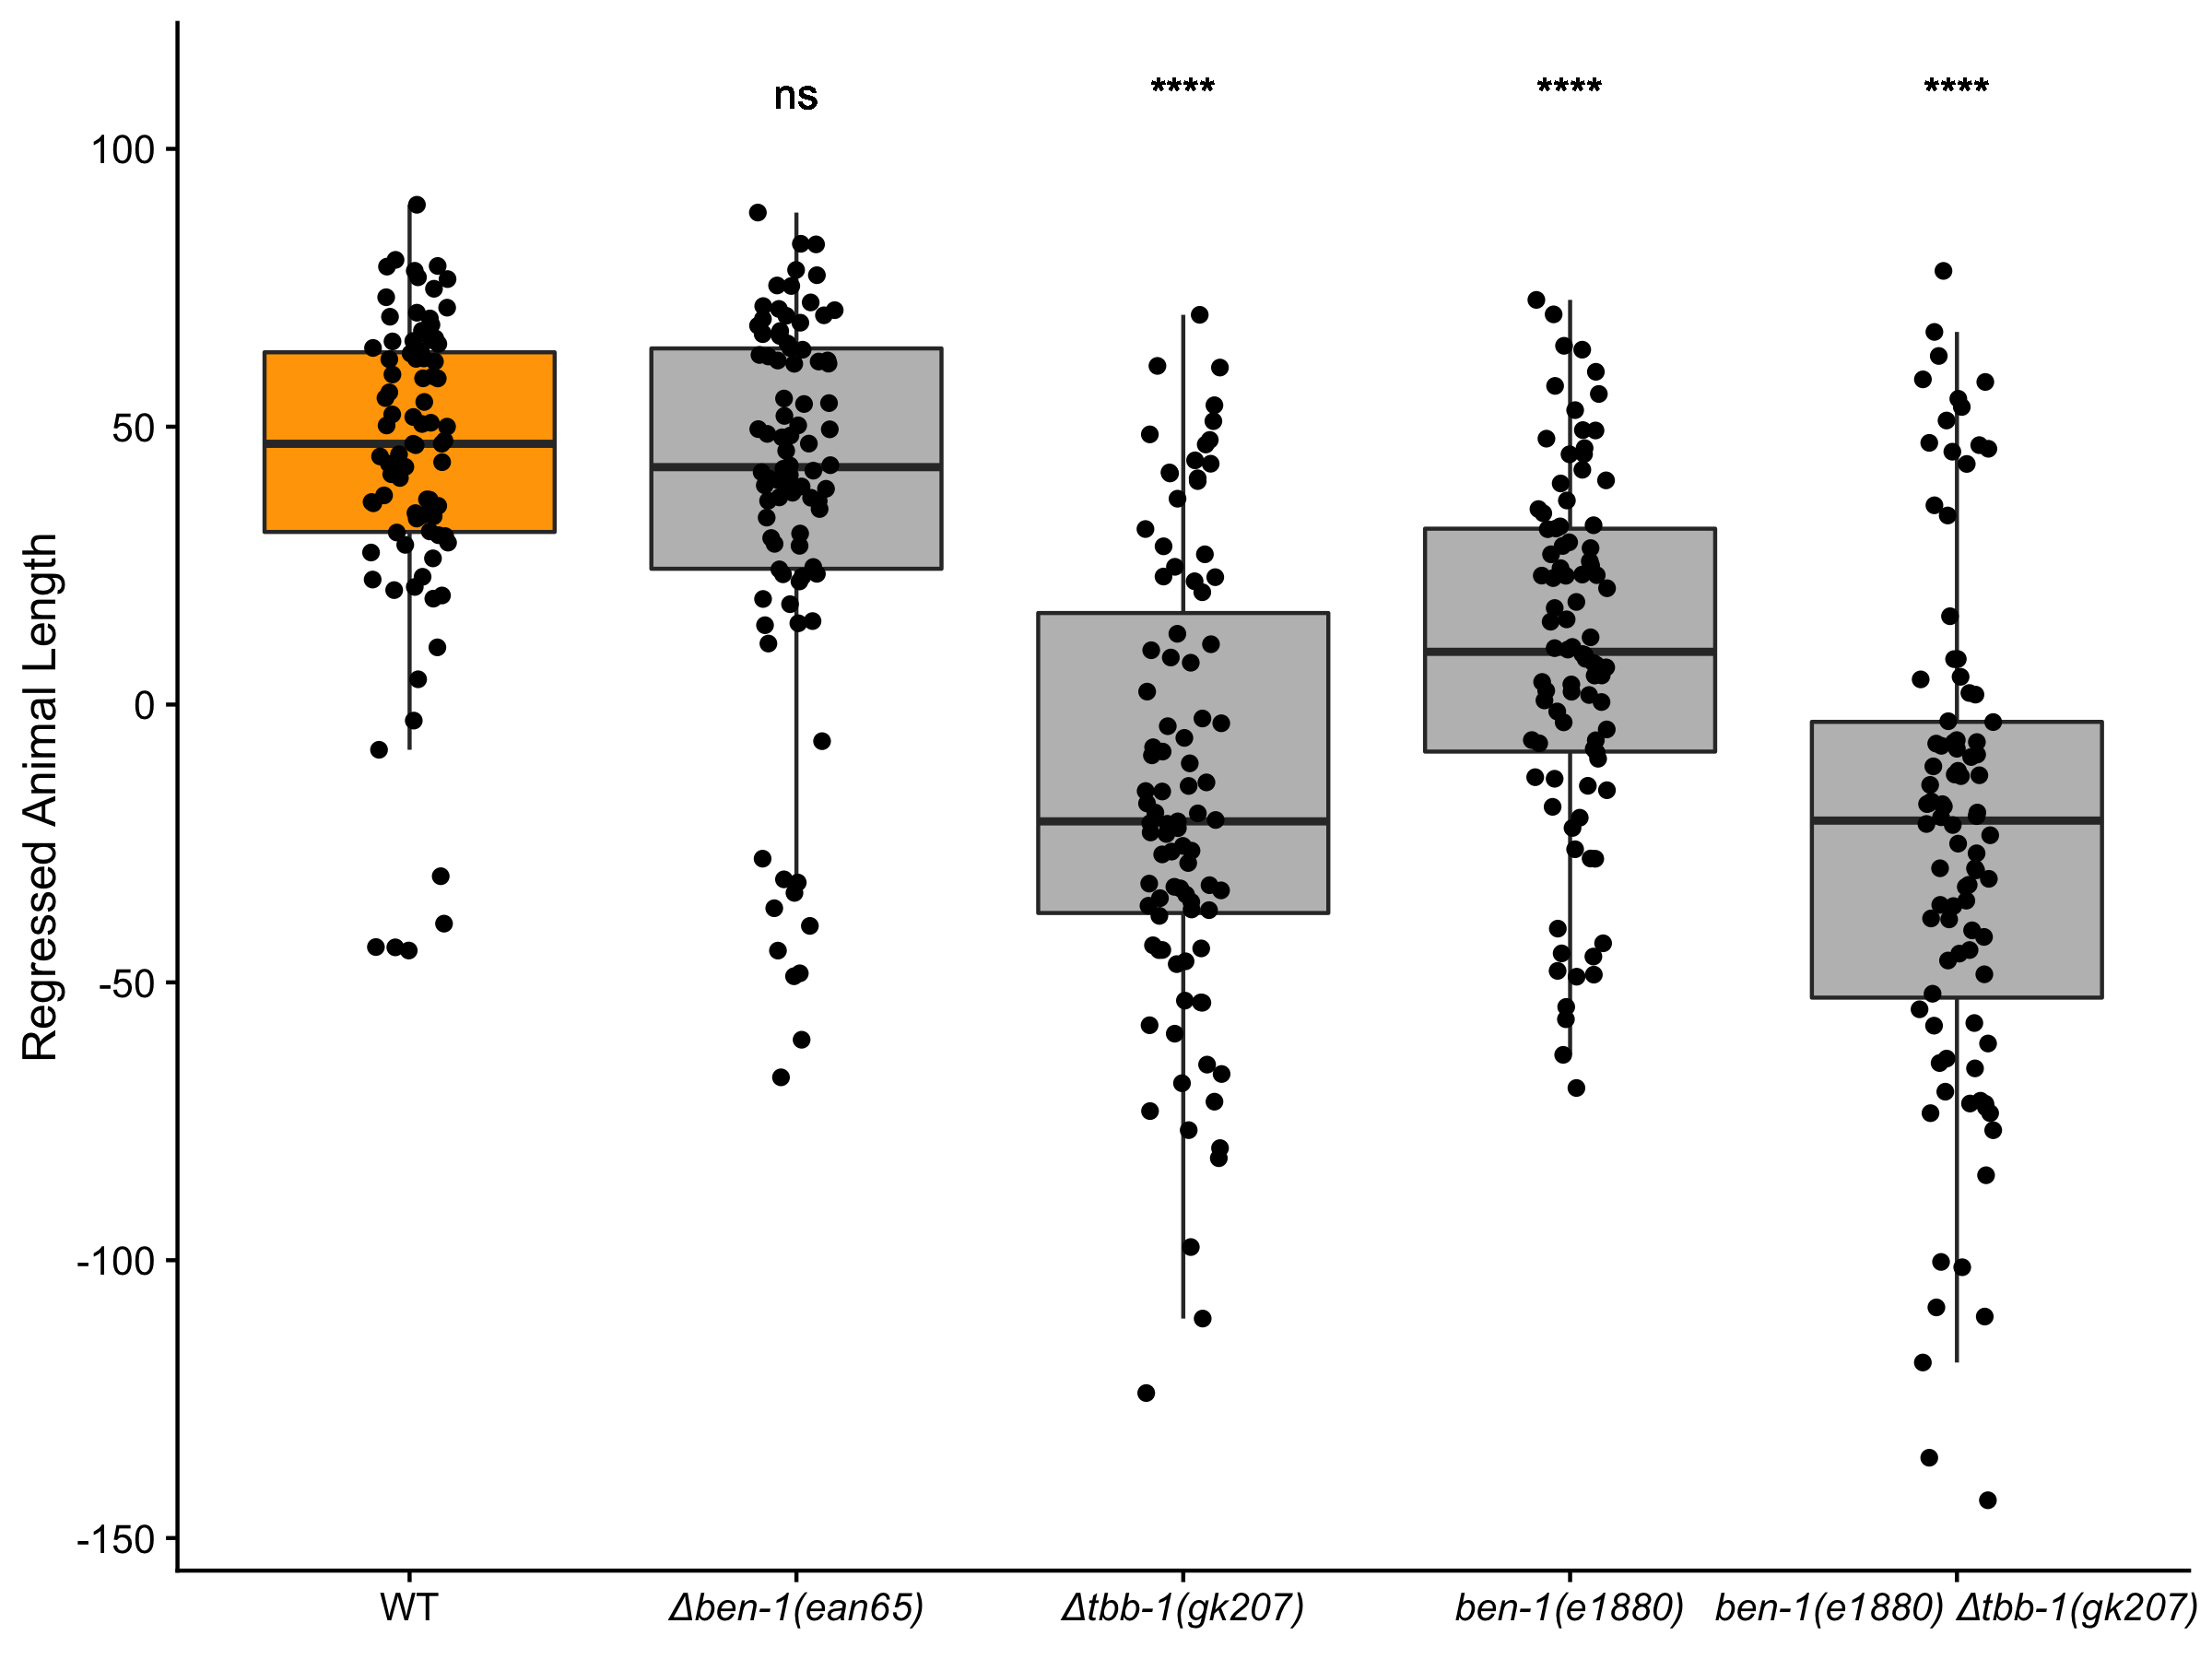 ns **** **** ****
Regressed Animal Length
100
50
0
-50
-100
-150
WT Δben-1(ean65) Δtbb-1(gk207) ben-1(e1880) ben-1(e1880) Δtbb-1(gk207)